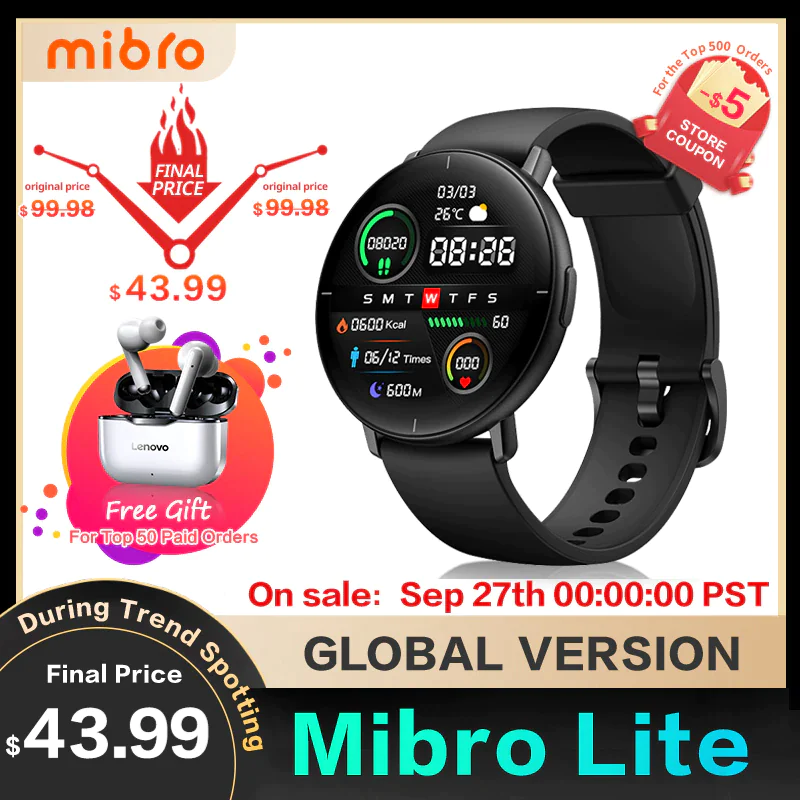 mibro
For the Top 500 Orders
-$5
STORE
COUPON
FINAL
PRICE
original price
$99.98
original price
$99.98
$43.99
03/03
26°C
08020
08:26
S M T W T F S
0600 Kcal
60
06/12 Times
000
600M
Lenovo
Free Gift
For Top 50 Paid Orders
On sale: Sep 27th 00:00:00 PST
During Trend Spotting
Final Price
$43.99
GLOBAL VERSION
Mibro Lite